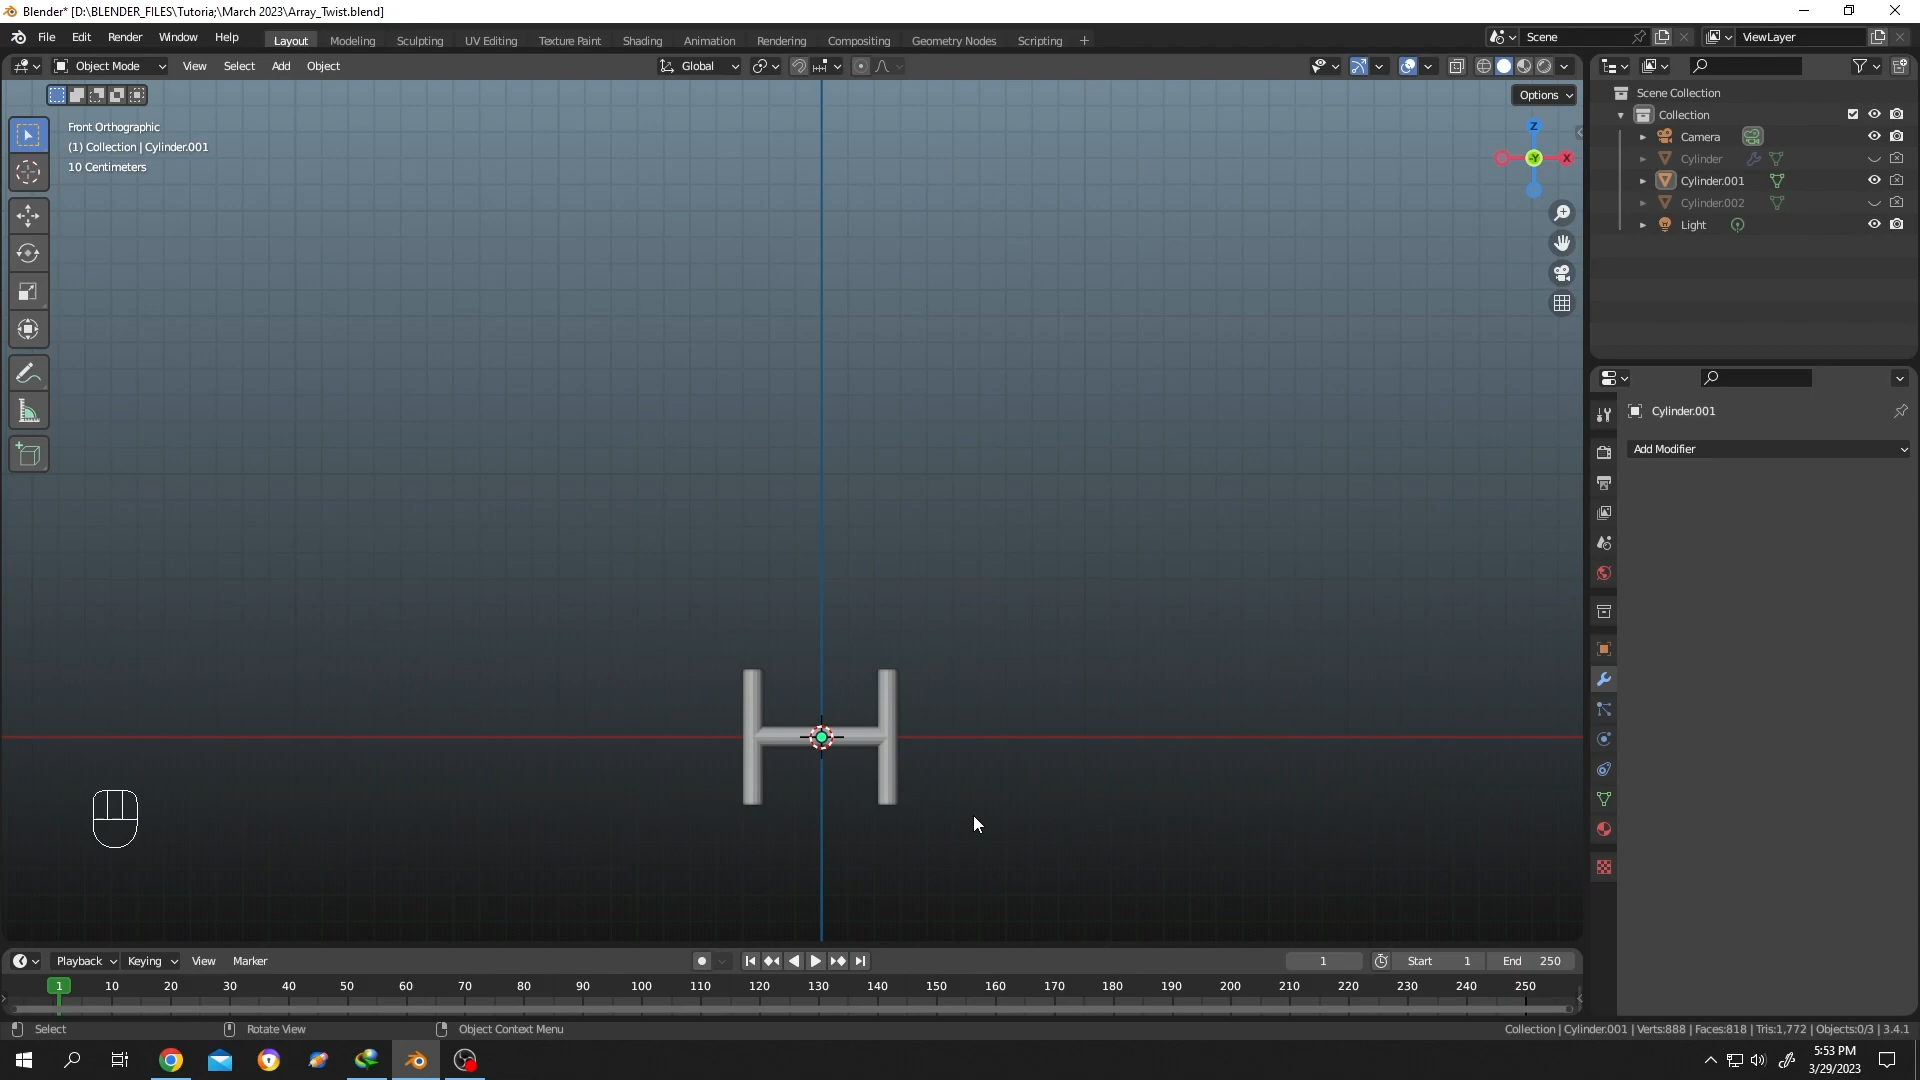 Blender* [D:\BLENDER_FILES\Tutoria;\March 2023\Array_Twist.blend]
File Edit Render Window Help Layout Modeling Sculpting UV Editing Texture Paint Shading Animation Rendering Compositing Geometry Nodes Scripting + Scene ViewLayer
Object Mode View Select Add Object Global
Options
Front Orthographic
(1) Collection | Cylinder.001
10 Centimeters
Z
-Y
X
Scene Collection
Collection
Camera
Cylinder
Cylinder.001
Cylinder.002
Light
Cylinder.001
Add Modifier
Playback Keying View Marker 1 Start 1 End 250
1 10 20 30 40 50 60 70 80 90 100 110 120 130 140 150 160 170 180 190 200 210 220 230 240 250
Select Rotate View Object Context Menu Collection | Cylinder.001 | Verts:888 | Faces:818 | Tris:1,772 | Objects:0/3 | 3.4.1
5:53 PM
3/29/2023